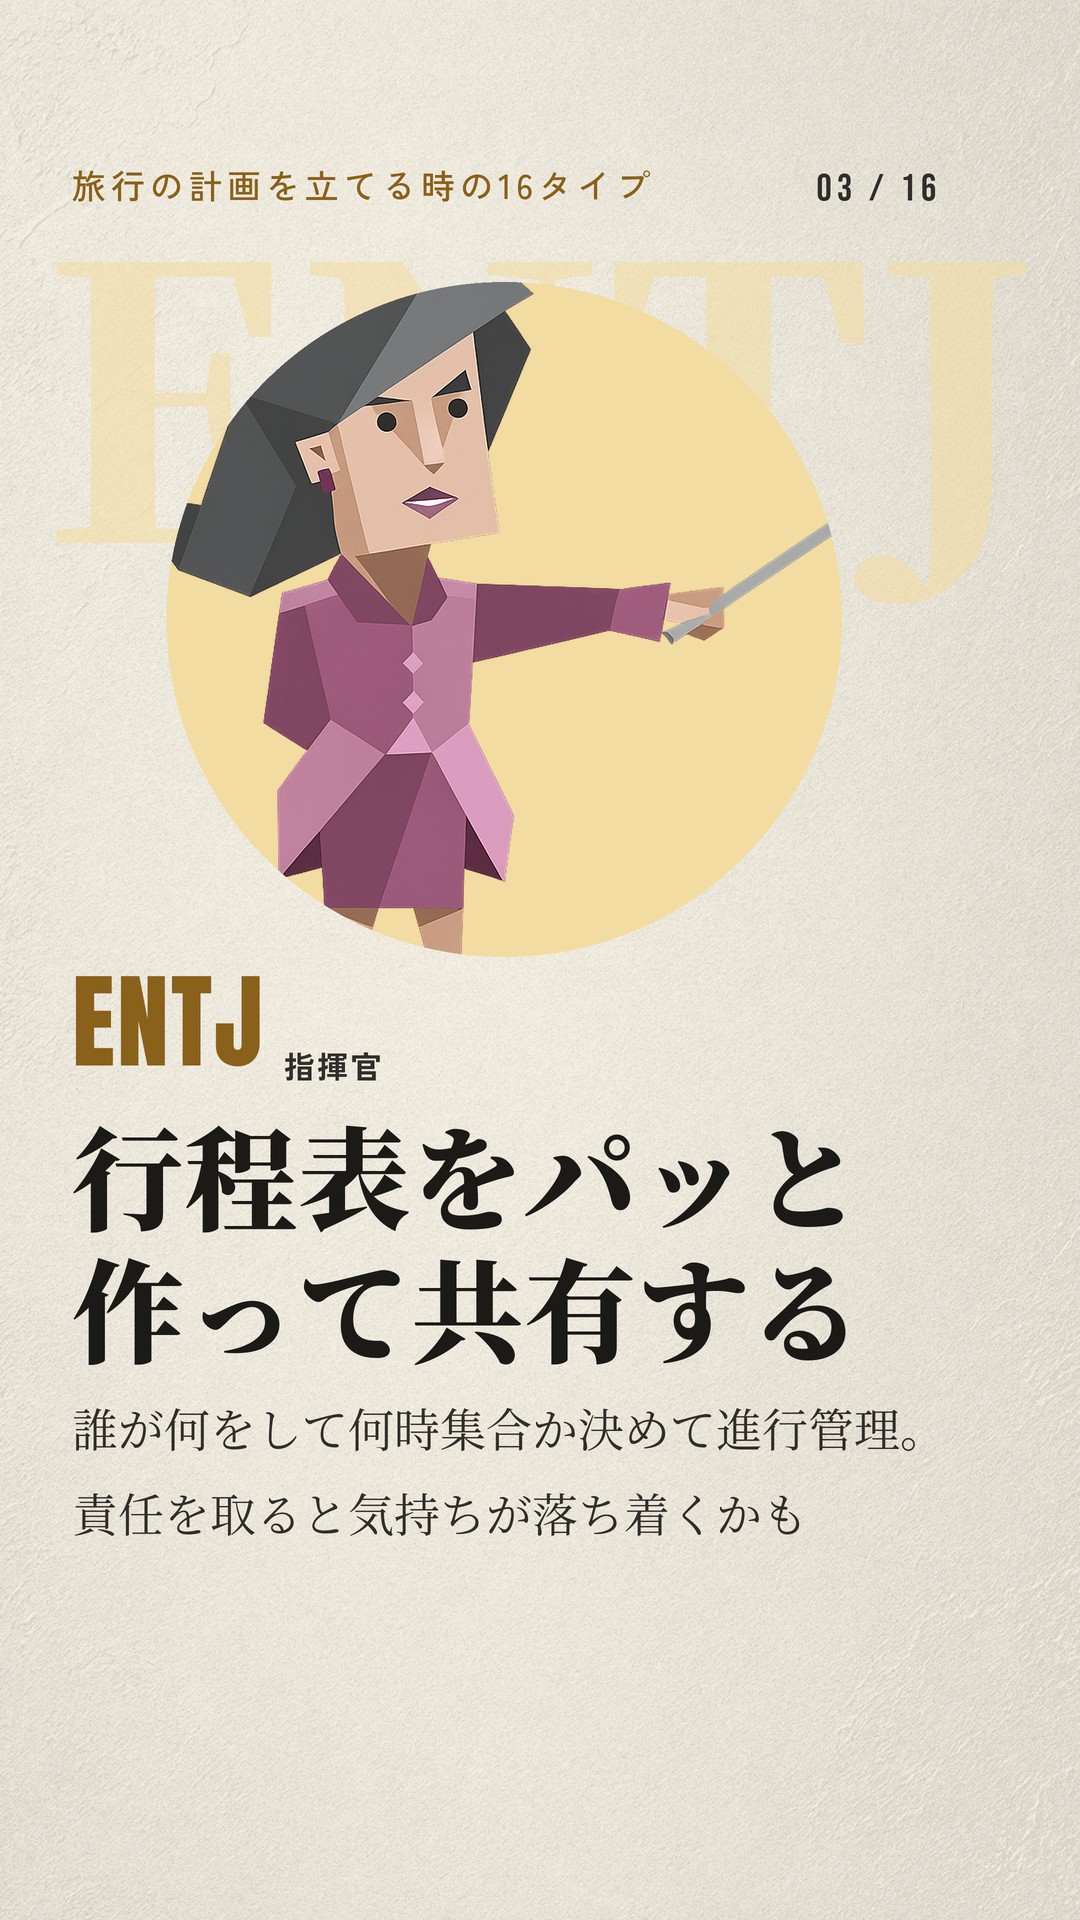 旅行の計画を立てる時の16タイプ
03 / 16
ENTJ
ENTJ
指揮官
行程表をパッと
作って共有する
誰が何をして何時集合か決めて進行管理。
責任を取ると気持ちが落ち着くかも